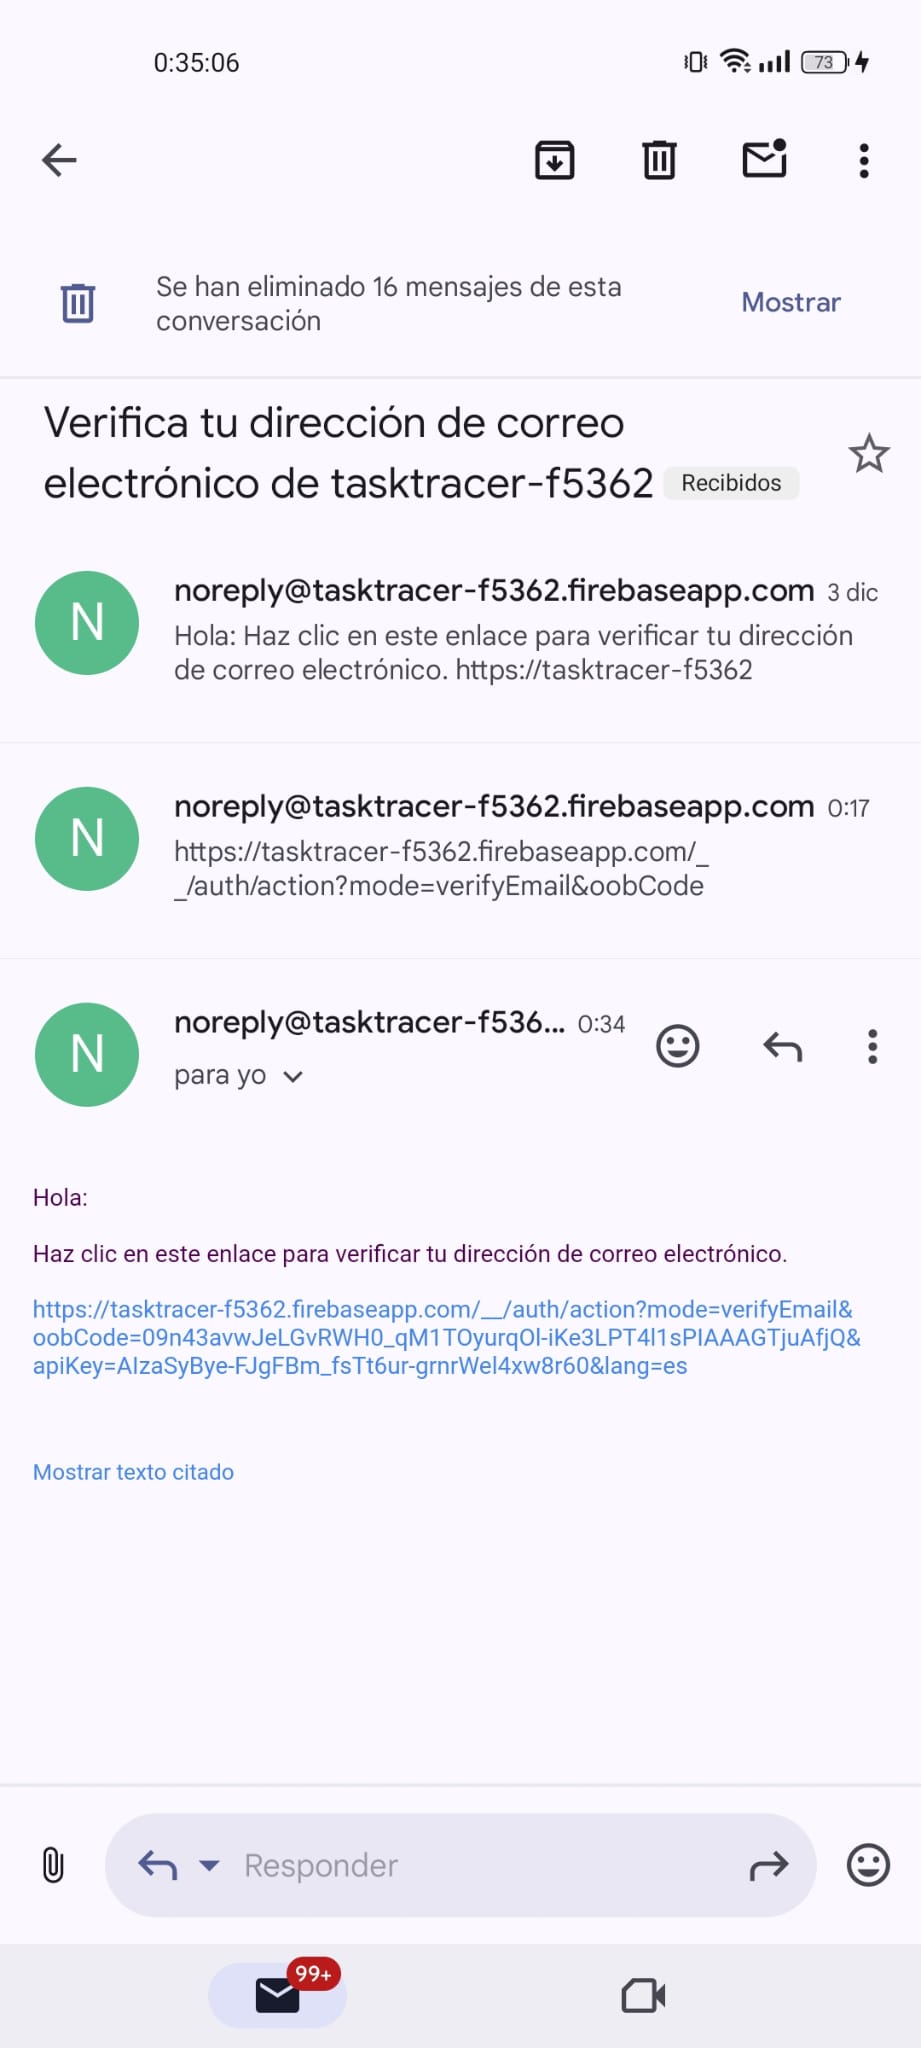 0:35:06
73
Se han eliminado 16 mensajes de esta
conversación
Mostrar
Verifica tu dirección de correo
electrónico de tasktracer-f5362
Recibidos
N
noreply@tasktracer-f5362.firebaseapp.com 3 dic
Hola: Haz clic en este enlace para verificar tu dirección
de correo electrónico. https://tasktracer-f5362
N
noreply@tasktracer-f5362.firebaseapp.com 0:17
https://tasktracer-f5362.firebaseapp.com/_
_/auth/action?mode=verifyEmail&oobCode
N
noreply@tasktracer-f536... 0:34
para yo
Hola:
Haz clic en este enlace para verificar tu dirección de correo electrónico.
https://tasktracer-f5362.firebaseapp.com/__/auth/action?mode=verifyEmail&
oobCode=09n43avwJeLGvRWH0_qM1TOyurqOl-iKe3LPT4l1sPIAAAGTjuAfjQ&
apiKey=AIzaSyBye-FJgFBm_fsTt6ur-grnrWel4xw8r60&lang=es
Mostrar texto citado
Responder
99+